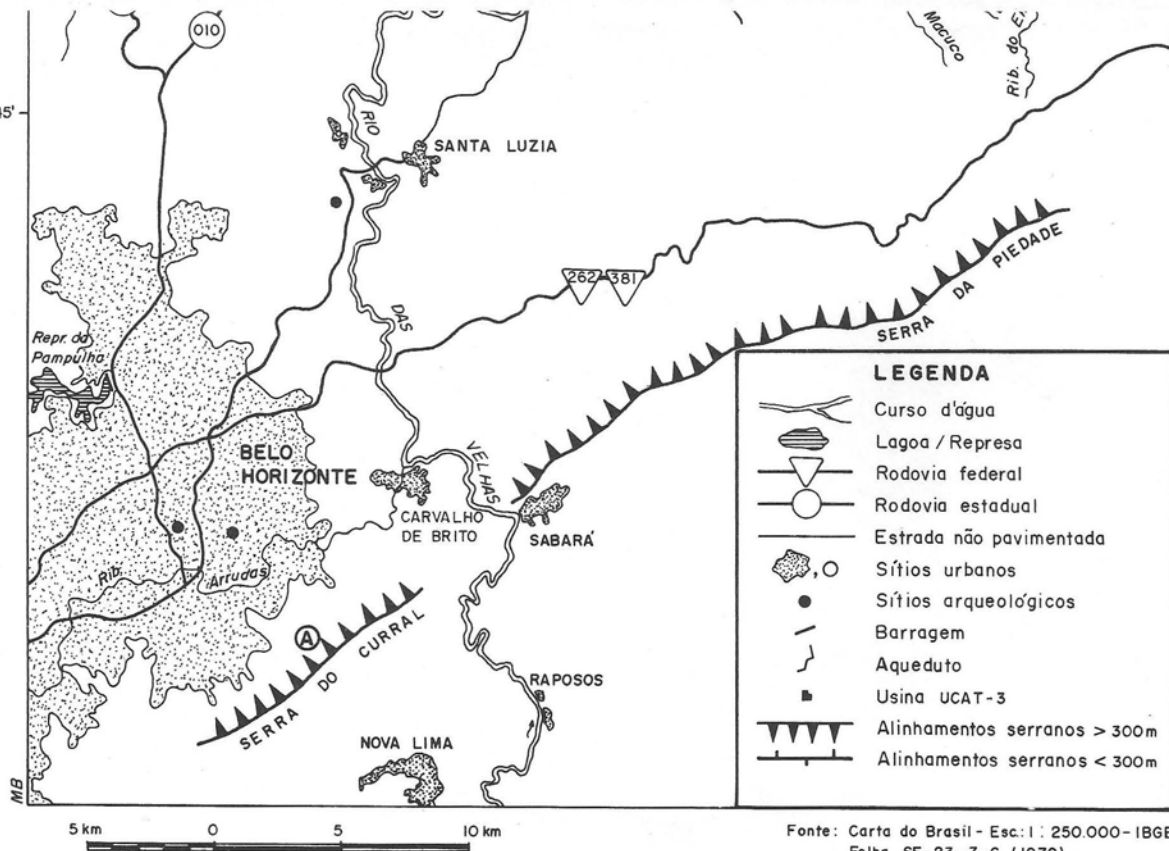 010
45'
RIO
Macuco
Rib. do
SANTA LUZIA
262 381
SERRA DA PIEDADE
DAS
Repr. da
Pampulha
BELO
HORIZONTE
VELHAS
CARVALHO
DE BRITO
SABARÁ
Rib. Arrudas
A
SERRA DO CURRAL
RAPOSOS
NOVA LIMA
MB
LEGENDA
Curso d'água
Lagoa / Represa
Rodovia federal
Rodovia estadual
Estrada não pavimentada
Sítios urbanos
Sítios arqueológicos
Barragem
Aqueduto
Usina UCAT-3
Alinhamentos serranos > 300m
Alinhamentos serranos < 300m
5 km 0 5 10 km
Fonte: Carta do Brasil - Esc.: 1 : 250.000 - IBGE